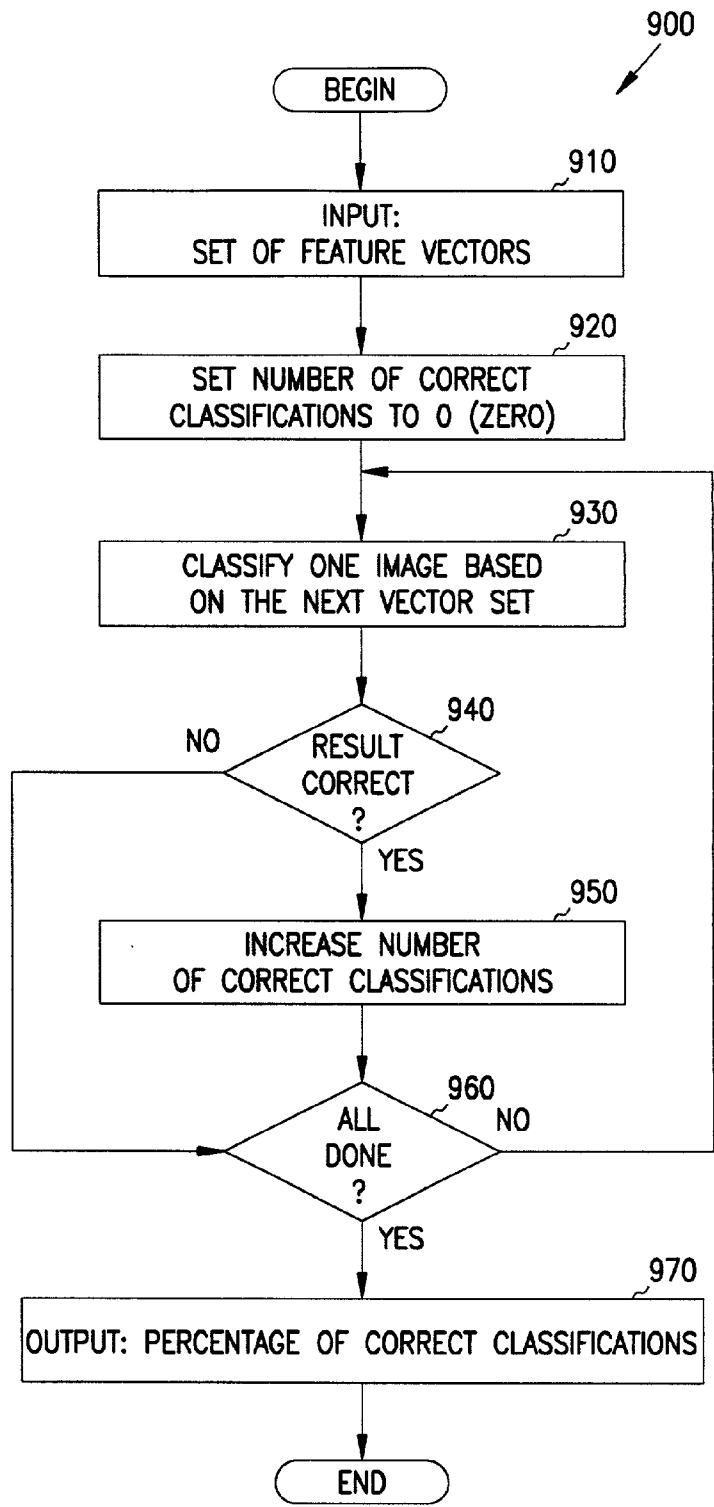 900
BEGIN
910
INPUT:
SET OF FEATURE VECTORS
920
SET NUMBER OF CORRECT
CLASSIFICATIONS TO 0 (ZERO)
930
CLASSIFY ONE IMAGE BASED
ON THE NEXT VECTOR SET
940
NO
RESULT
CORRECT
?
YES
950
INCREASE NUMBER
OF CORRECT CLASSIFICATIONS
960
NO
ALL
DONE
?
YES
970
OUTPUT: PERCENTAGE OF CORRECT CLASSIFICATIONS
END